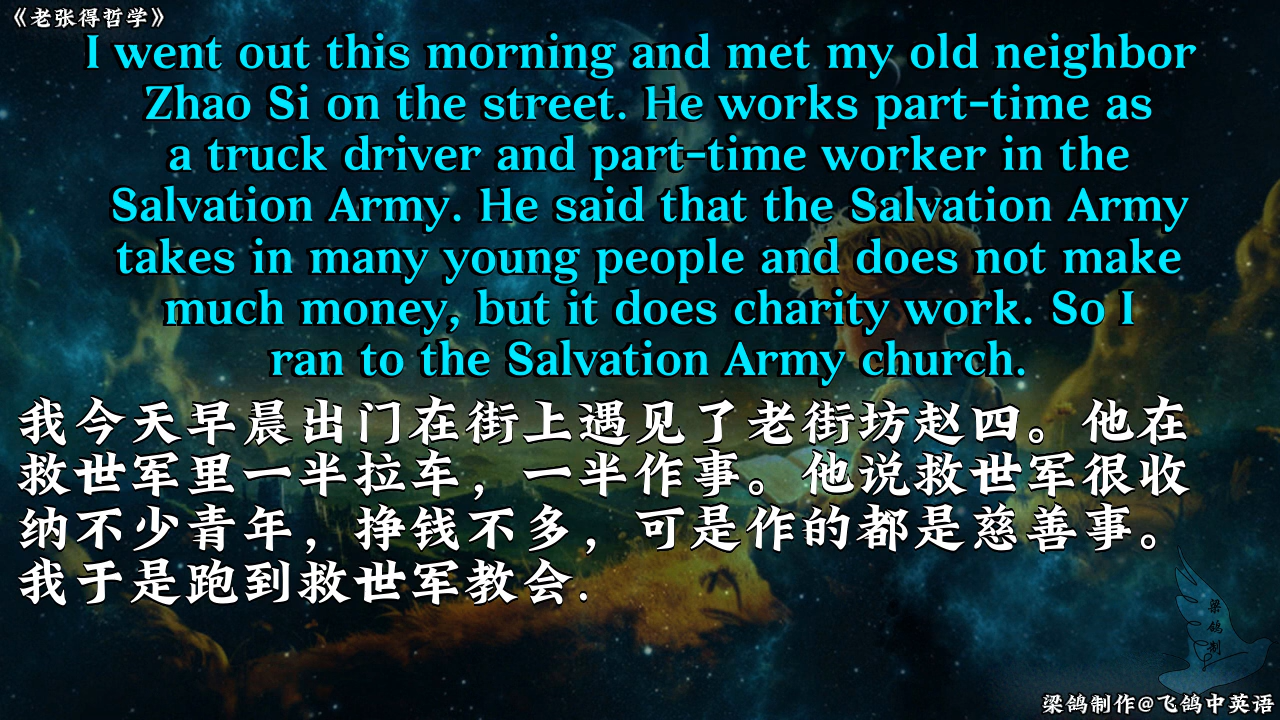 《老张得哲学》
I went out this morning and met my old neighbor
Zhao Si on the street. He works part-time as
a truck driver and part-time worker in the
Salvation Army. He said that the Salvation Army
takes in many young people and does not make
much money, but it does charity work. So I
ran to the Salvation Army church.
我今天早晨出门在街上遇见了老街坊赵四。他在
救世军里一半拉车，一半作事。他说救世军很收
纳不少青年，挣钱不多，可是作的都是慈善事。
我于是跑到救世军教会.
梁鸽制
梁鸽制作@飞鸽中英语